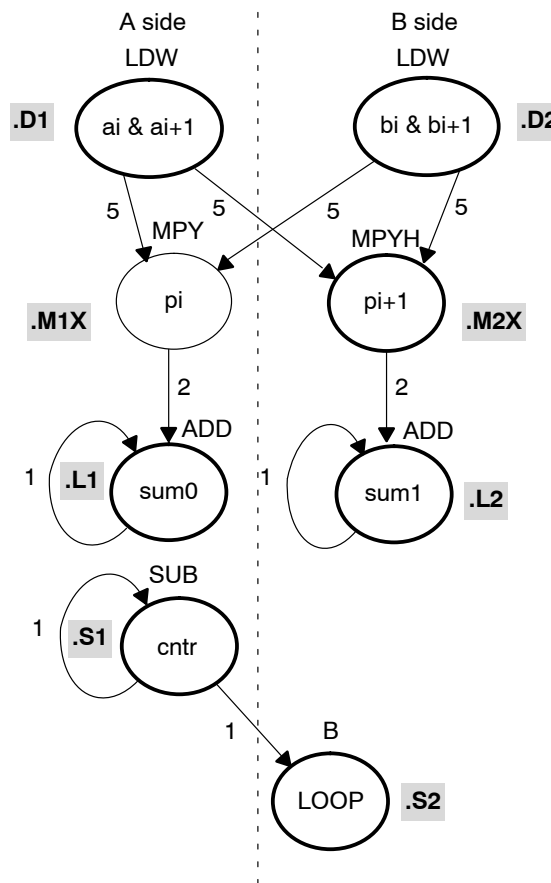 A side B side
LDW LDW
.D1 ai & ai+1 bi & bi+1 .D2
5 5 5 5
MPY MPYH
.M1X pi pi+1 .M2X
2 2
ADD ADD
1 .L1 sum0 1 sum1 .L2
SUB
1 .S1 cntr
1 B
LOOP .S2